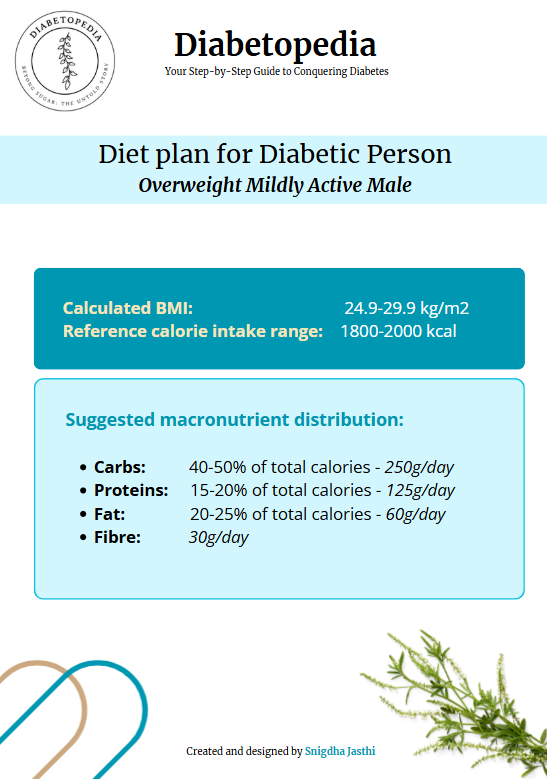 DIABETOPEDIA
BEYONG SUGAR: THE UNTOLD STORY
Diabetopedia
Your Step-by-Step Guide to Conquering Diabetes
Diet plan for Diabetic Person
Overweight Mildly Active Male
Calculated BMI: 24.9-29.9 kg/m2
Reference calorie intake range: 1800-2000 kcal
Suggested macronutrient distribution:
• Carbs: 40-50% of total calories - 250g/day
• Proteins: 15-20% of total calories - 125g/day
• Fat: 20-25% of total calories - 60g/day
• Fibre: 30g/day
Created and designed by Snigdha Jasthi